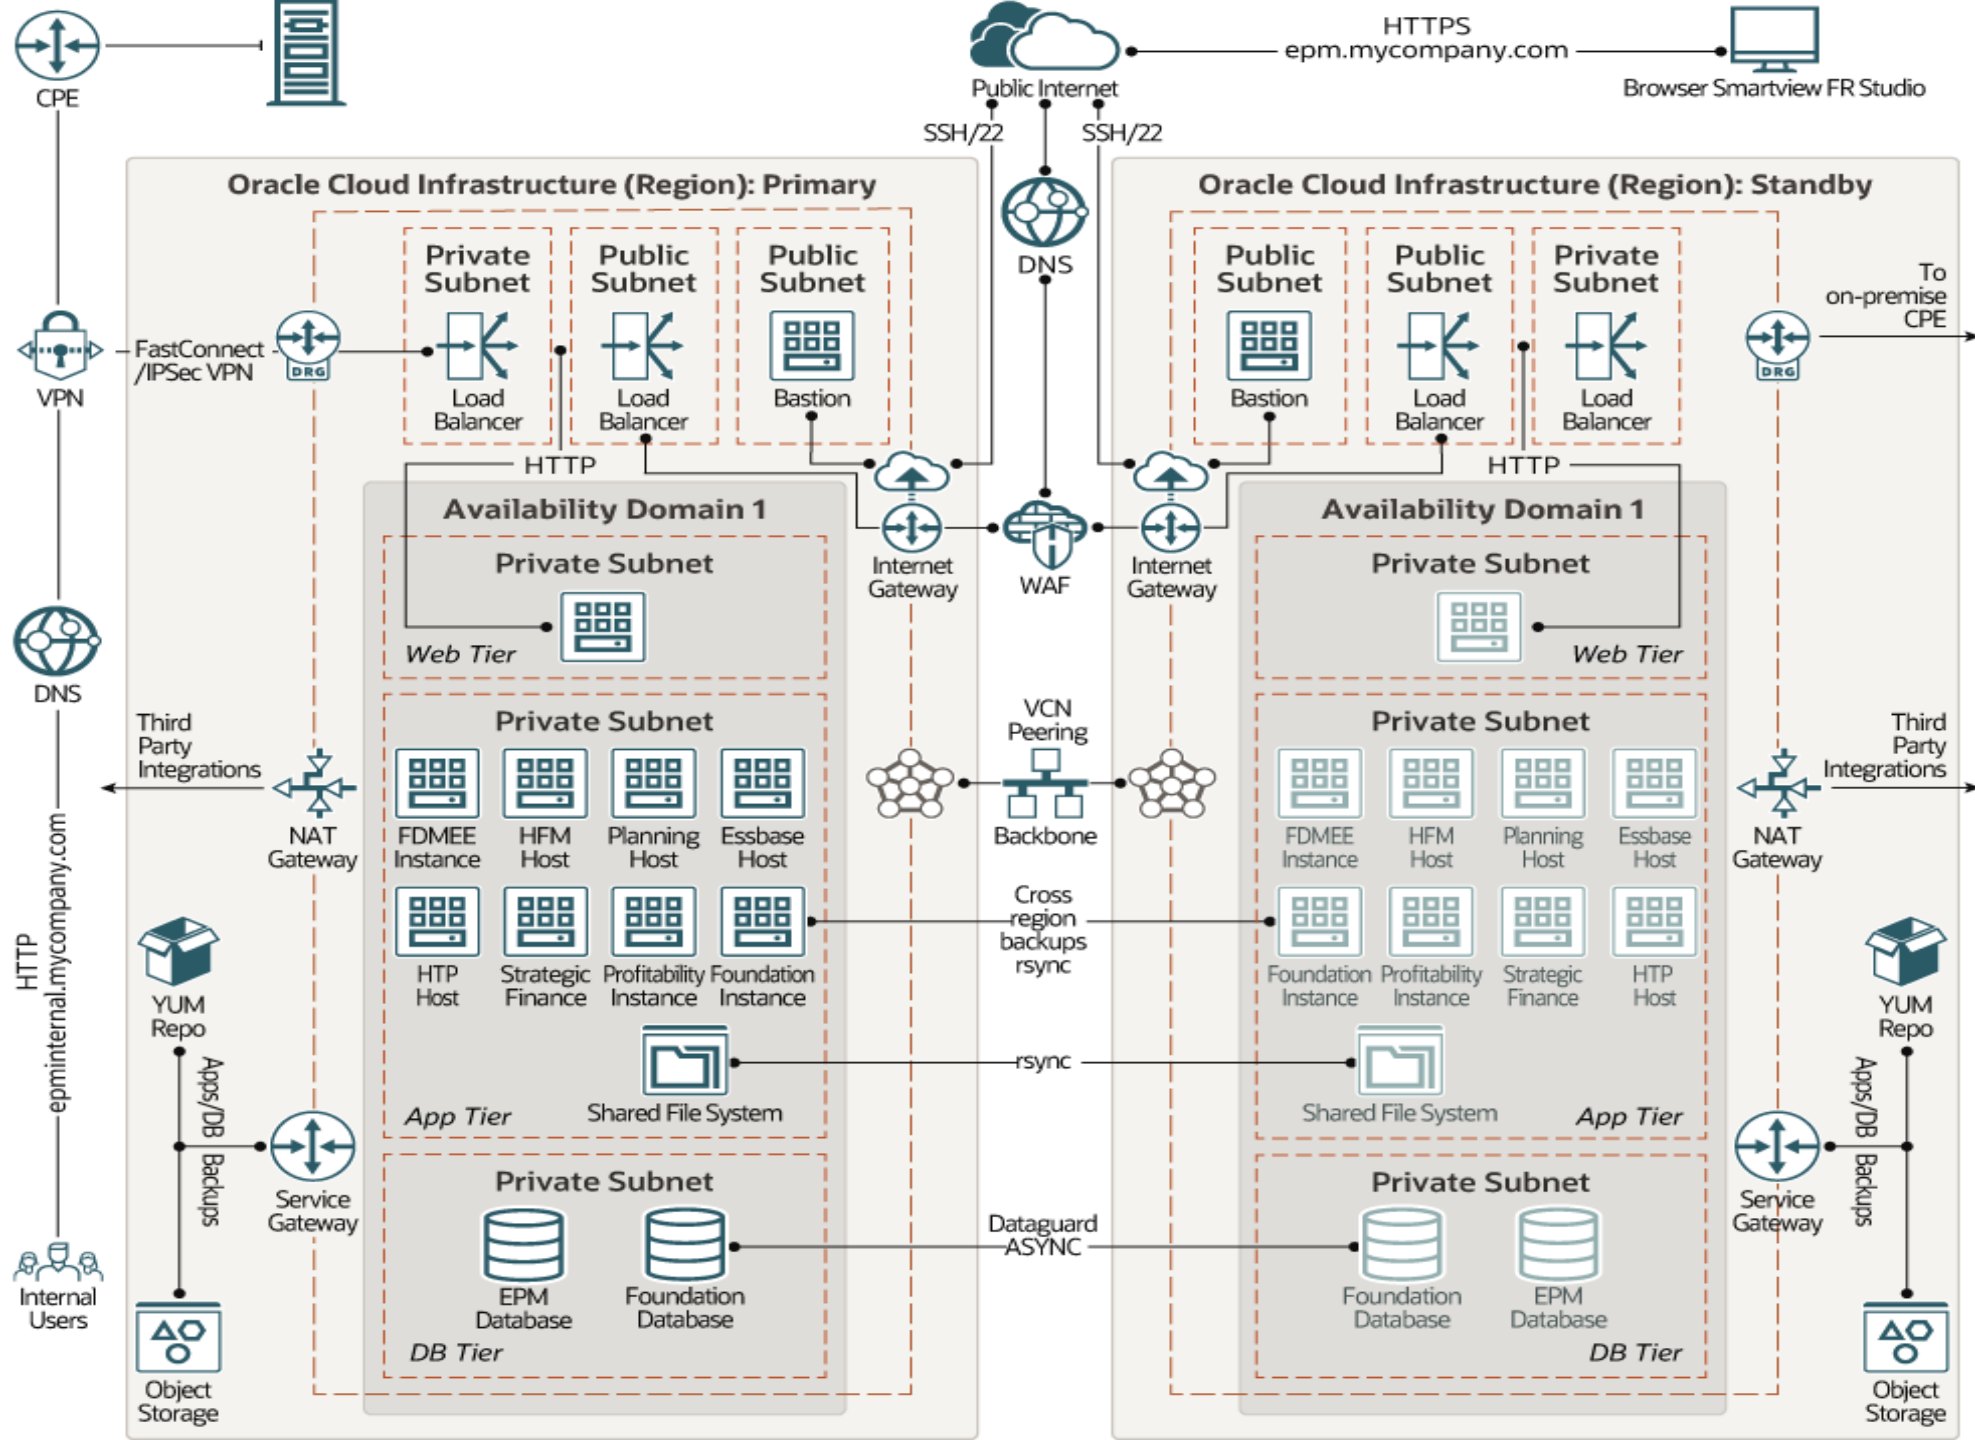 CPE
Public Internet
HTTPS
epm.mycompany.com
Browser Smartview FR Studio
SSH/22
SSH/22
Oracle Cloud Infrastructure (Region): Primary
Private
Subnet
Load
Balancer
Public
Subnet
Load
Balancer
Public
Subnet
Bastion
DNS
Oracle Cloud Infrastructure (Region): Standby
Public
Subnet
Bastion
Public
Subnet
Load
Balancer
Private
Subnet
Load
Balancer
To
on-premise
CPE
VPN
FastConnect
/IPSec VPN
DRG
DRG
HTTP
HTTP
Internet
Gateway
WAF
Internet
Gateway
Availability Domain 1
Private Subnet
Web Tier
Availability Domain 1
Private Subnet
Web Tier
DNS
Third
Party
Integrations
NAT
Gateway
Private Subnet
FDMEE
Instance
HFM
Host
Planning
Host
Essbase
Host
HTP
Host
Strategic
Finance
Profitability
Instance
Foundation
Instance
Shared File System
App Tier
VCN
Peering
Backbone
Cross
region
backups
rsync
rsync
Private Subnet
FDMEE
Instance
HFM
Host
Planning
Host
Essbase
Host
Foundation
Instance
Profitability
Instance
Strategic
Finance
HTP
Host
Shared File System
App Tier
Third
Party
Integrations
NAT
Gateway
HTTP
epminternal.mycompany.com
Internal
Users
YUM
Repo
Apps/DB
Backups
Service
Gateway
Object
Storage
Private Subnet
EPM
Database
Foundation
Database
DB Tier
Dataguard
ASYNC
Private Subnet
Foundation
Database
EPM
Database
DB Tier
YUM
Repo
Apps/DB
Backups
Service
Gateway
Object
Storage